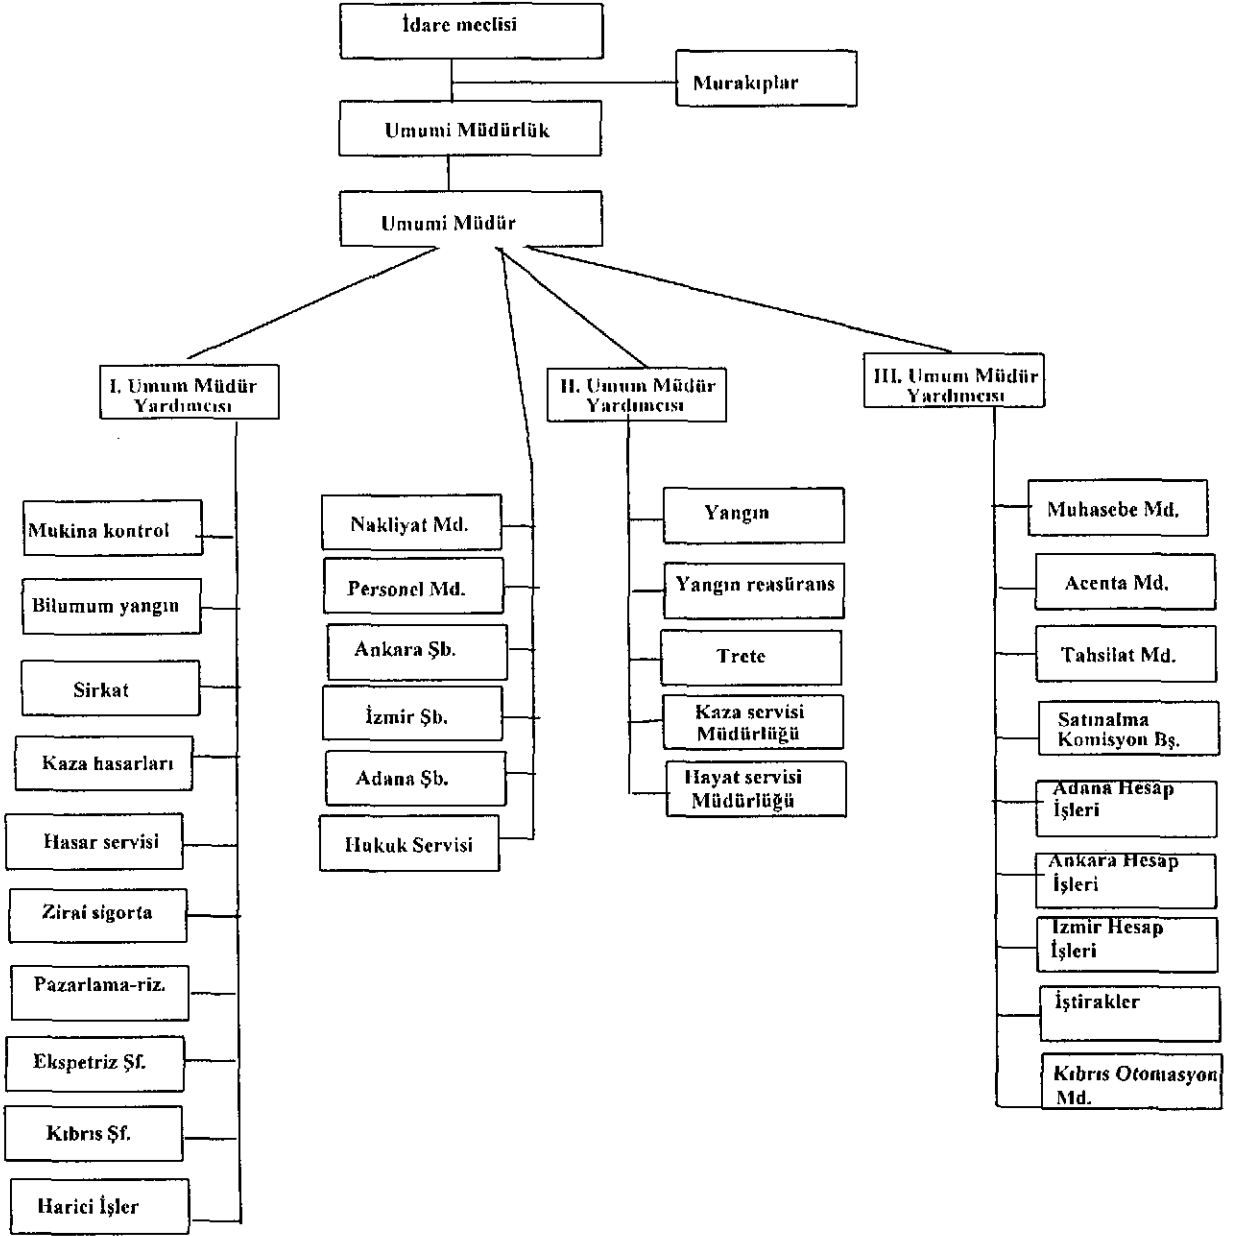 İdare meclisi
Murakıplar
Umumi Müdürlük
Umumi Müdür
I. Umum Müdür
Yardımcısı
II. Umum Müdür
Yardımcısı
III. Umum Müdür
Yardımcısı
Mukina kontrol
Bilumum yangın
Sirkat
Kaza hasarları
Hasar servisi
Zirai sigorta
Pazarlama-riz.
Ekspetriz Şf.
Kıbrıs Şf.
Harici İşler
Nakliyat Md.
Personel Md.
Ankara Şb.
İzmir Şb.
Adana Şb.
Hukuk Servisi
Yangın
Yangın reasürans
Trete
Kaza servisi
Müdürlüğü
Hayat servisi
Müdürlüğü
Muhasebe Md.
Acenta Md.
Tahsilat Md.
Satınalma
Komisyon Bş.
Adana Hesap
İşleri
Ankara Hesap
İşleri
İzmir Hesap
İşleri
İştirakler
Kıbrıs Otomasyon
Md.